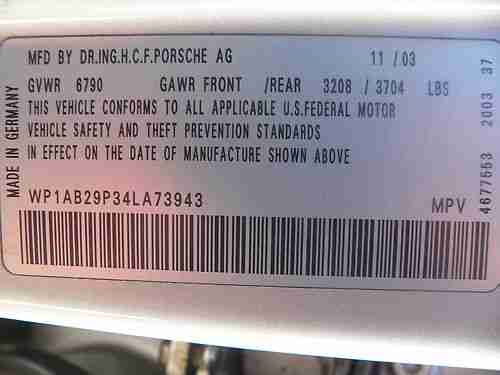 MFD BY DR.ING.H.C.F.PORSCHE AG 11/03
GVWR 6790 GAWR FRONT /REAR 3208 / 3704 LBS
THIS VEHICLE CONFORMS TO ALL APPLICABLE U.S.FEDERAL MOTOR
VEHICLE SAFETY AND THEFT PREVENTION STANDARDS
IN EFFECT ON THE DATE OF MANUFACTURE SHOWN ABOVE
WP1AB29P34LA73943 MPV
MADE IN GERMANY
4677553 2003 37